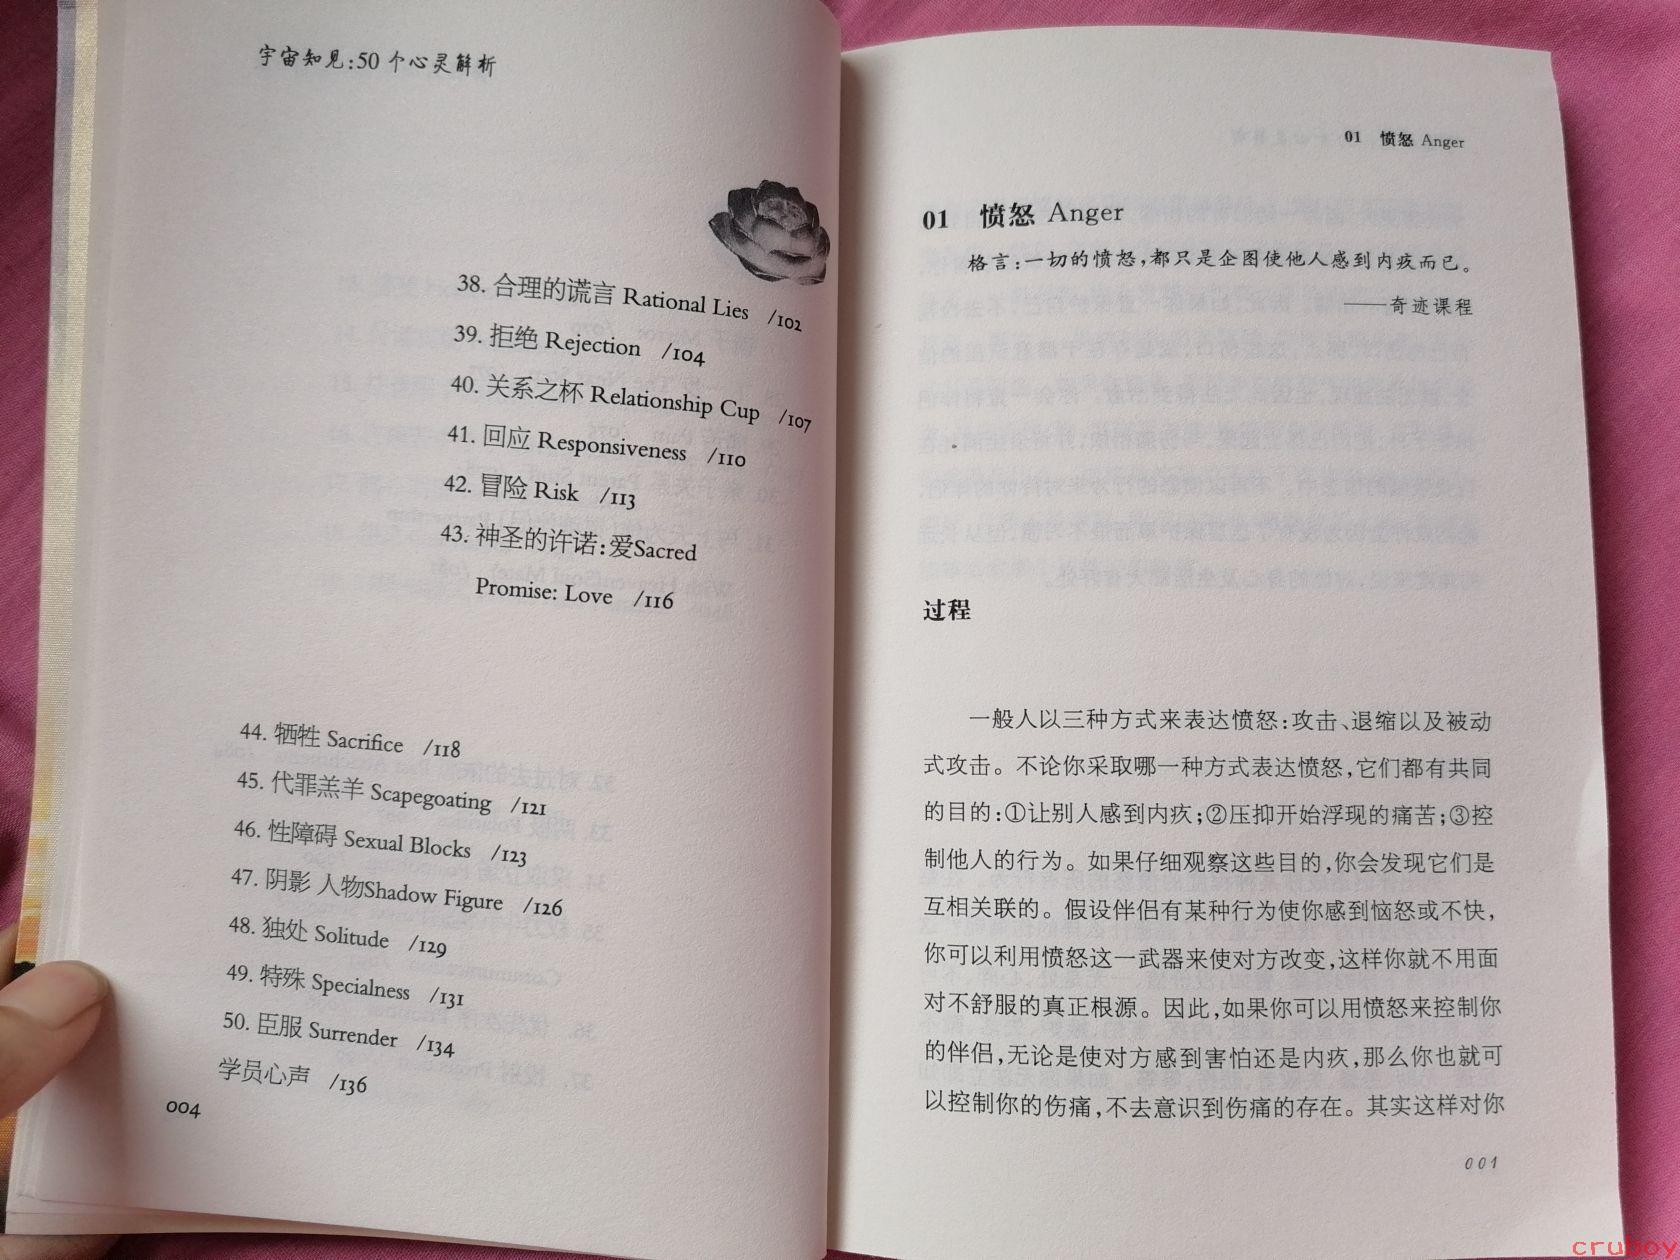 宇宙知见:50 个心灵解析
38. 合理的谎言 Rational Lies /102
39. 拒绝 Rejection /104
40. 关系之杯 Relationship Cup /107
41. 回应 Responsiveness /110
42. 冒险 Risk /113
43. 神圣的许诺:爱Sacred
Promise: Love /116
44. 牺牲 Sacrifice /118
45. 代罪羔羊 Scapegoating /121
46. 性障碍 Sexual Blocks /123
47. 阴影 人物Shadow Figure /126
48. 独处 Solitude /129
49. 特殊 Specialness /131
50. 臣服 Surrender /134
学员心声 /136
004
01 愤怒 Anger
01 愤怒 Anger
格言:一切的愤怒,都只是企图使他人感到内疚而已。
——奇迹课程
过程
一般人以三种方式来表达愤怒:攻击、退缩以及被动
式攻击。不论你采取哪一种方式表达愤怒,它们都有共同
的目的:①让别人感到内疚;②压抑开始浮现的痛苦;③控
制他人的行为。如果仔细观察这些目的,你会发现它们是
互相关联的。假设伴侣有某种行为使你感到恼怒或不快,
你可以利用愤怒这一武器来使对方改变,这样你就不用面
对不舒服的真正根源。因此,如果你可以用愤怒来控制你
的伴侣,无论是使对方感到害怕还是内疚,那么你也就可
以控制你的伤痛,不去意识到伤痛的存在。其实这样对你
001